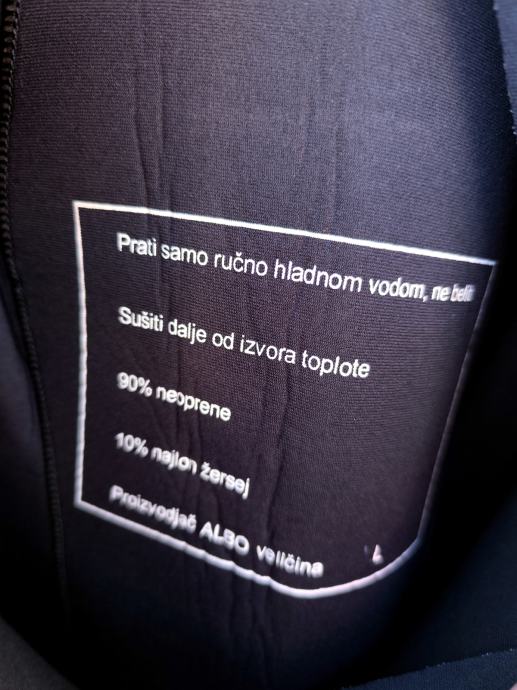 Prati samo ručno hladnom vodom, ne beliti
Sušiti dalje od izvora toplote
90% neoprene
10% najlon žersej
Proizvodjač ALBO veličina